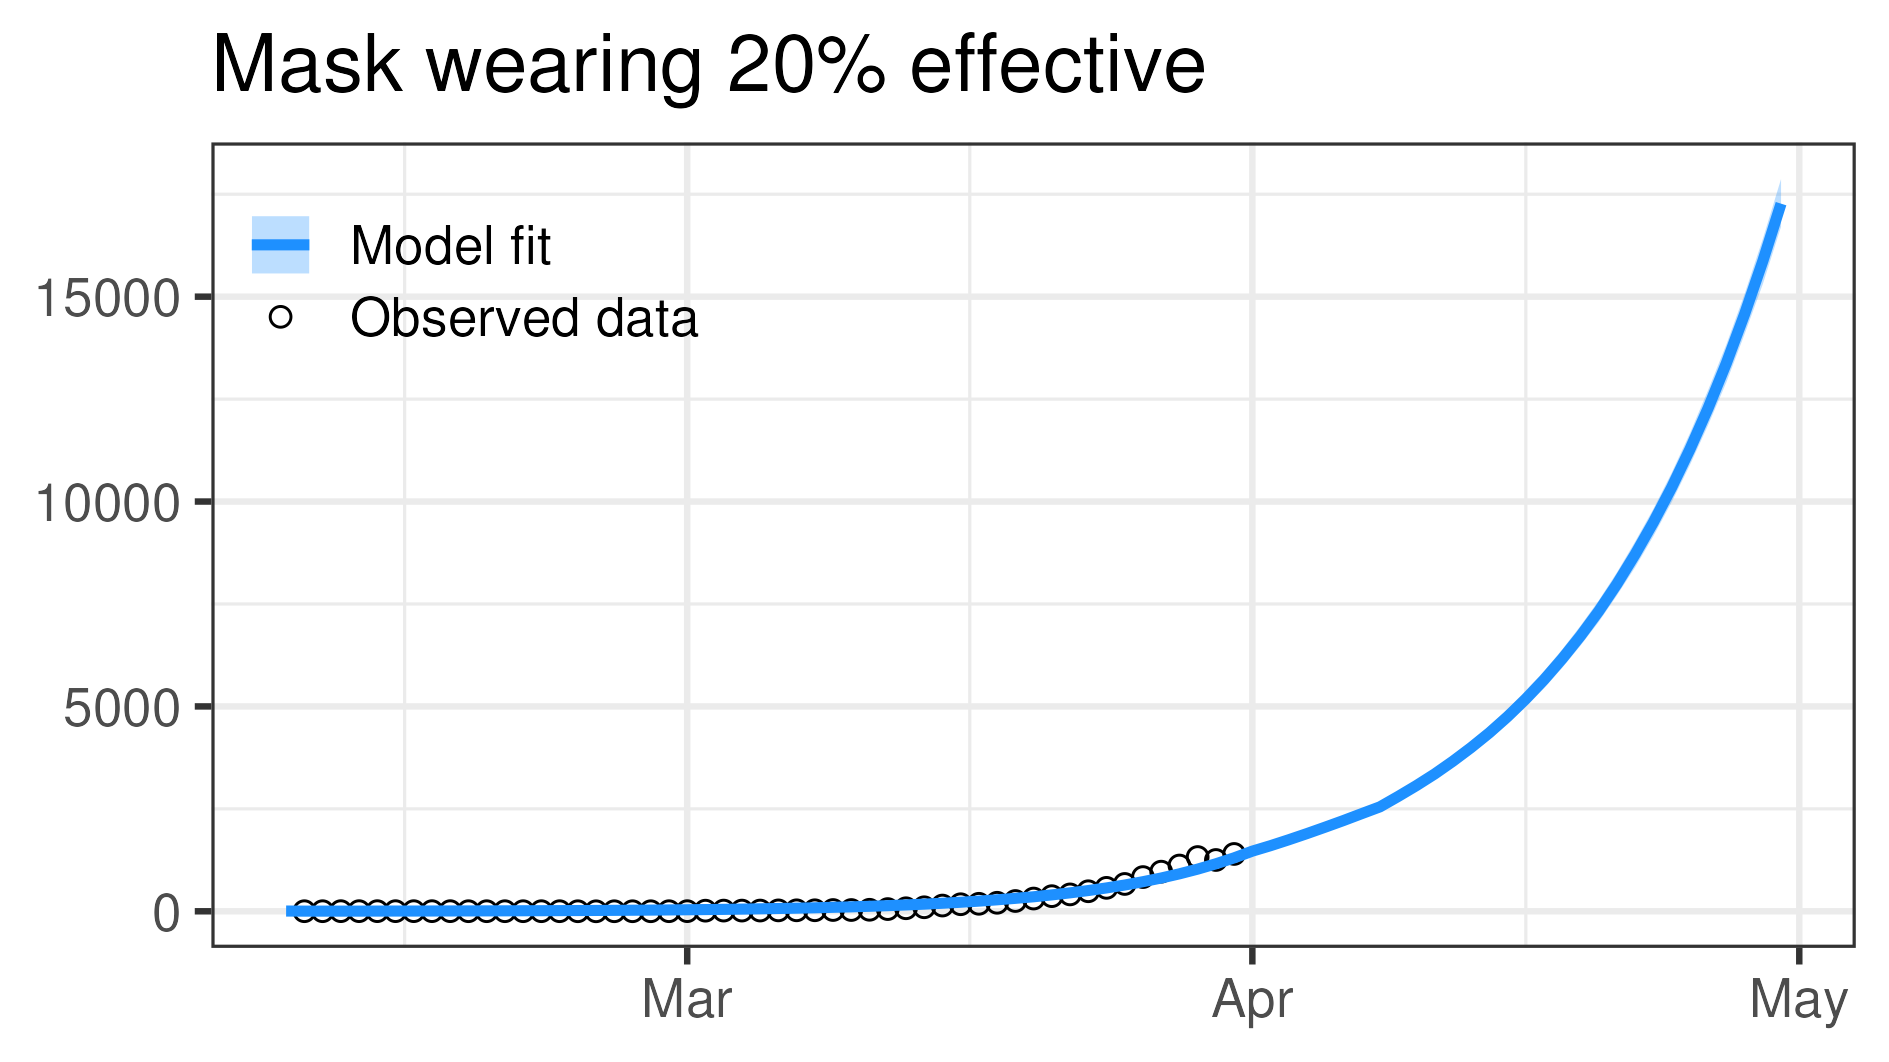 Mask wearing 20% effective
Model fit
Observed data
15000
10000
5000
0
Mar Apr May